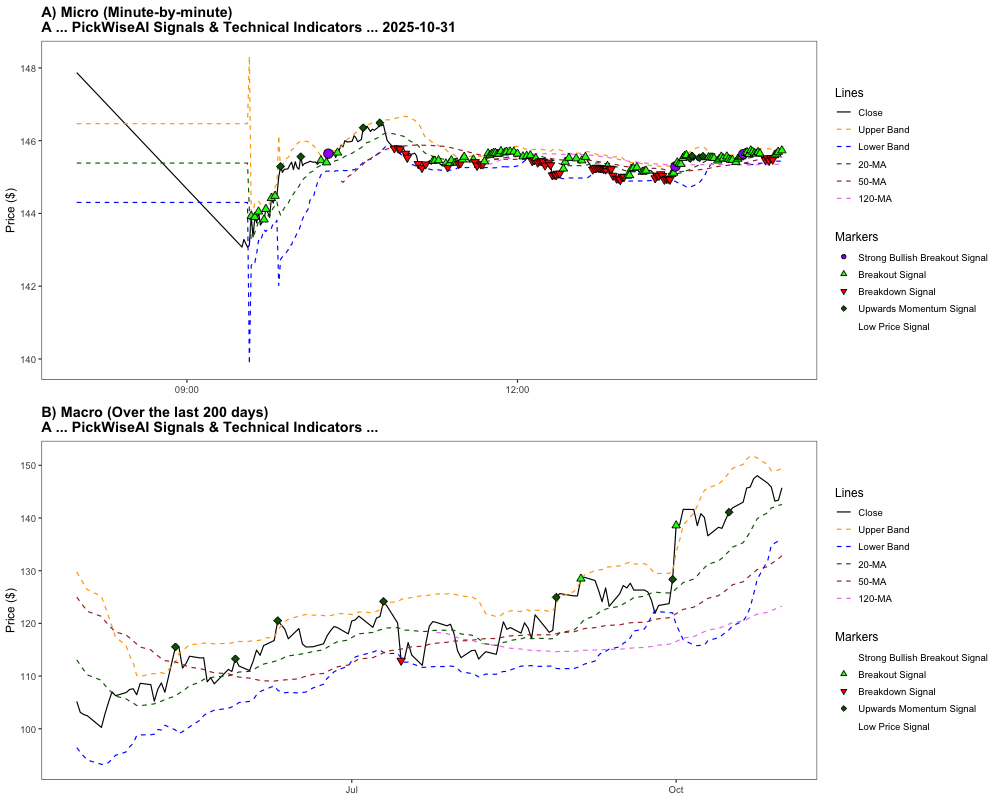 A) Micro (Minute-by-minute)
A ... PickWiseAI Signals & Technical Indicators ... 2025-10-31
148
146
144
142
140
Price ($)
09:00
12:00
Lines
Close
Upper Band
Lower Band
20-MA
50-MA
120-MA
Markers
Strong Bullish Breakout Signal
Breakout Signal
Breakdown Signal
Upwards Momentum Signal
Low Price Signal
B) Macro (Over the last 200 days)
A ... PickWiseAI Signals & Technical Indicators ...
150
140
130
120
110
100
Price ($)
Jul
Oct
Lines
Close
Upper Band
Lower Band
20-MA
50-MA
120-MA
Markers
Strong Bullish Breakout Signal
Breakout Signal
Breakdown Signal
Upwards Momentum Signal
Low Price Signal